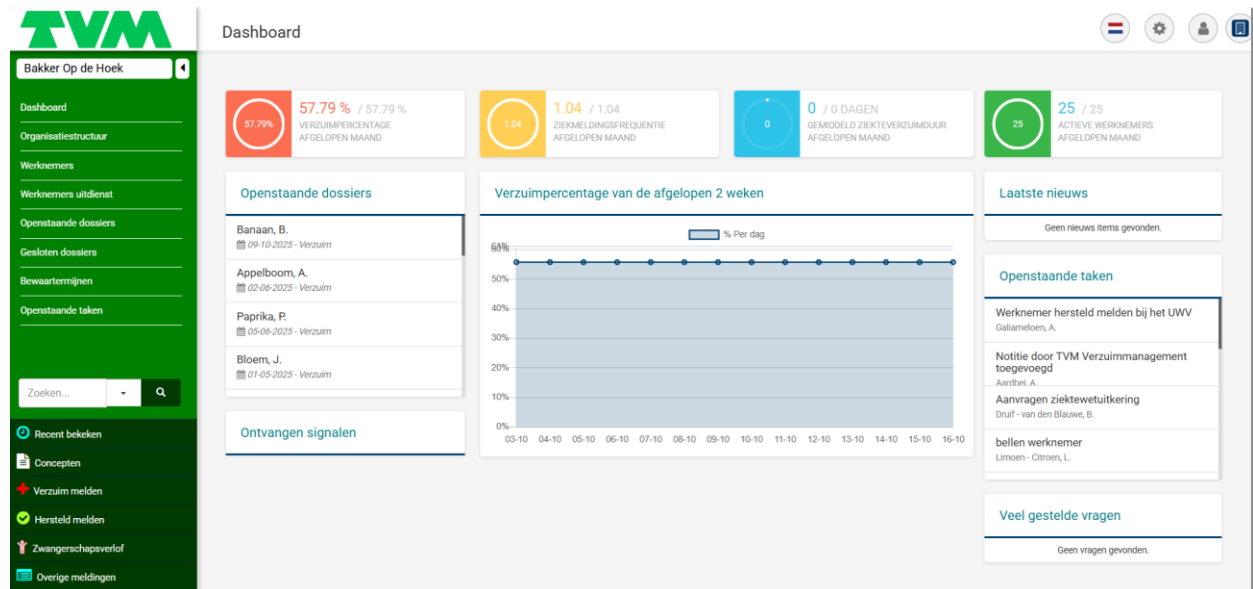 TVM
Dashboard
Bakker Op de Hoek
Dashboard
Organisatiestructuur
Werknemers
Werknemers uitdienst
Openstaande dossiers
Gesloten dossiers
Bewaartermijnen
Openstaande taken
Zoeken...
Recent bekeken
Concepten
Verzuim melden
Hersteld melden
Zwangerschapsverlof
Overige meldingen
57.79%
57.79 % / 57.79 %
VERZUIMPERCENTAGE
AFGELOPEN MAAND
1.04
1.04 / 1.04
ZIEKMELDINGSFREQUENTIE
AFGELOPEN MAAND
0
0 / 0 DAGEN
GEMIDDELD ZIEKTEVERZUIMDUUR
AFGELOPEN MAAND
25
25 / 25
ACTIEVE WERKNEMERS
AFGELOPEN MAAND
Openstaande dossiers
Banaan, B.
09-10-2025 - Verzuim
Appelboom, A.
02-06-2025 - Verzuim
Paprika, P.
05-06-2025 - Verzuim
Bloem, J.
01-05-2025 - Verzuim
Ontvangen signalen
Verzuimpercentage van de afgelopen 2 weken
% Per dag
61%
60%
50%
40%
30%
20%
10%
0%
03-10 04-10 05-10 06-10 07-10 08-10 09-10 10-10 11-10 12-10 13-10 14-10 15-10 16-10
Laatste nieuws
Geen nieuws items gevonden.
Openstaande taken
Werknemer hersteld melden bij het UWV
Galiameloen, A.
Notitie door TVM Verzuimmanagement
toegevoegd
Aardbei, A.
Aanvragen ziektewetuitkering
Druif - van den Blauwe, B.
bellen werknemer
Limoen - Citroen, L.
Veel gestelde vragen
Geen vragen gevonden.